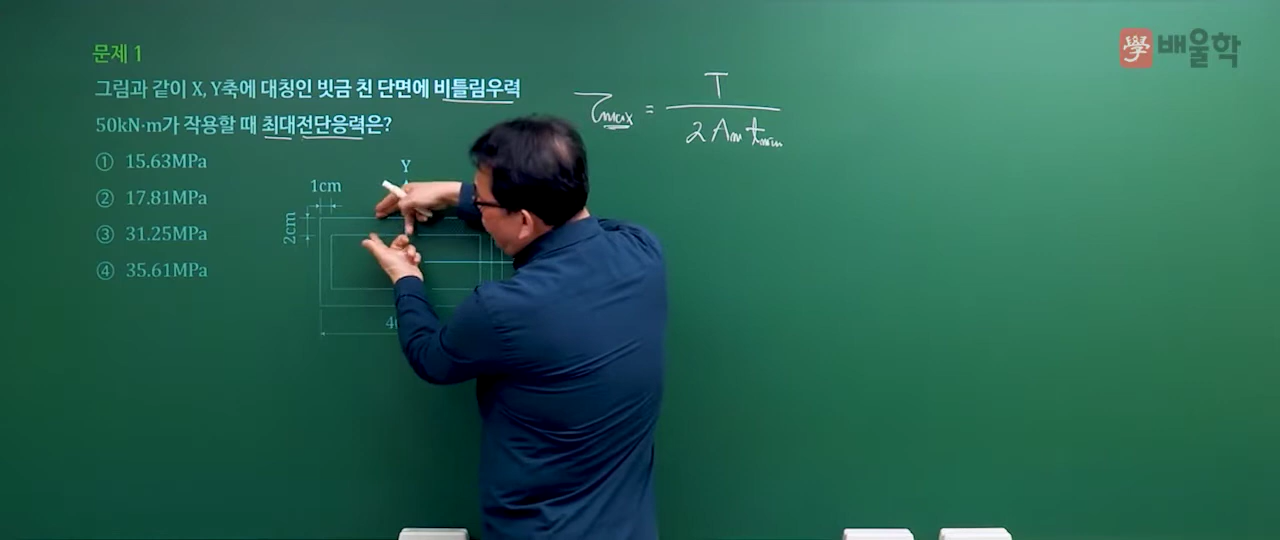 學 배울학
문제 1
그림과 같이 X, Y축에 대칭인 빗금 친 단면에 비틀림우력
50kN·m가 작용할 때 최대전단응력은?
① 15.63MPa
② 17.81MPa
③ 31.25MPa
④ 35.61MPa
τmax = T / 2 Am tmin
Y
1cm
2cm